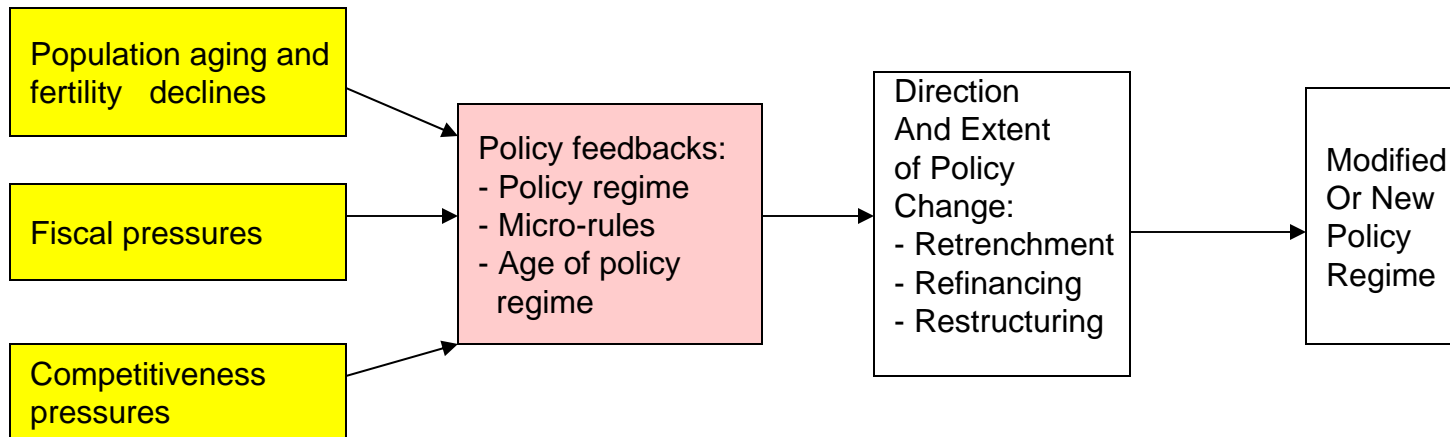 Population aging and
fertility declines
Fiscal pressures
Competitiveness
pressures
Policy feedbacks:
- Policy regime
- Micro-rules
- Age of policy
regime
Direction
And Extent
of Policy
Change:
- Retrenchment
- Refinancing
- Restructuring
Modified
Or New
Policy
Regime